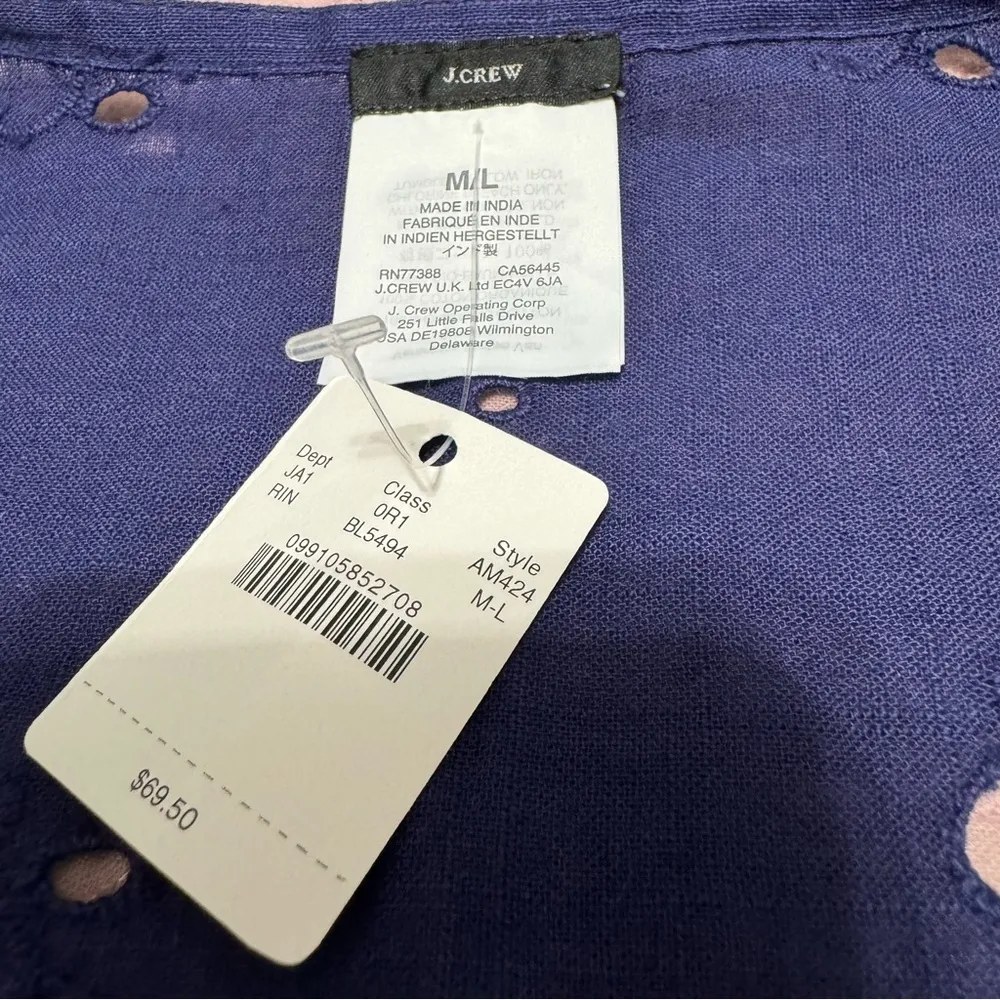 J.CREW
M/L
MADE IN INDIA
FABRIQUÉ EN INDE
IN INDIEN HERGESTELLT
インド製
RN77388 CA56445
J.CREW U.K. Ltd EC4V 6JA
J. Crew Operating Corp
251 Little Falls Drive
USA DE19808 Wilmington
Delaware
Dept Class Style
JA1 0R1 AM424
RIN BL5494 M-L
099105852708
$69.50